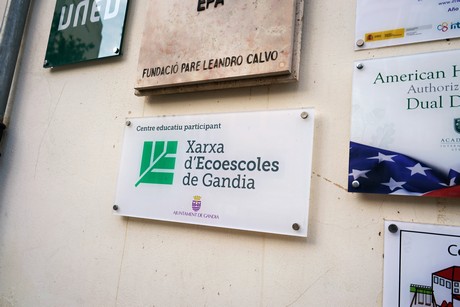 UNED
EPA
FUNDACIÓ PARE LEANDRO CALVO
Centre educatiu participant
Xarxa
d'Ecoescoles
de Gandia
AJUNTAMENT DE GANDIA
American H
Authoriz
Dual D